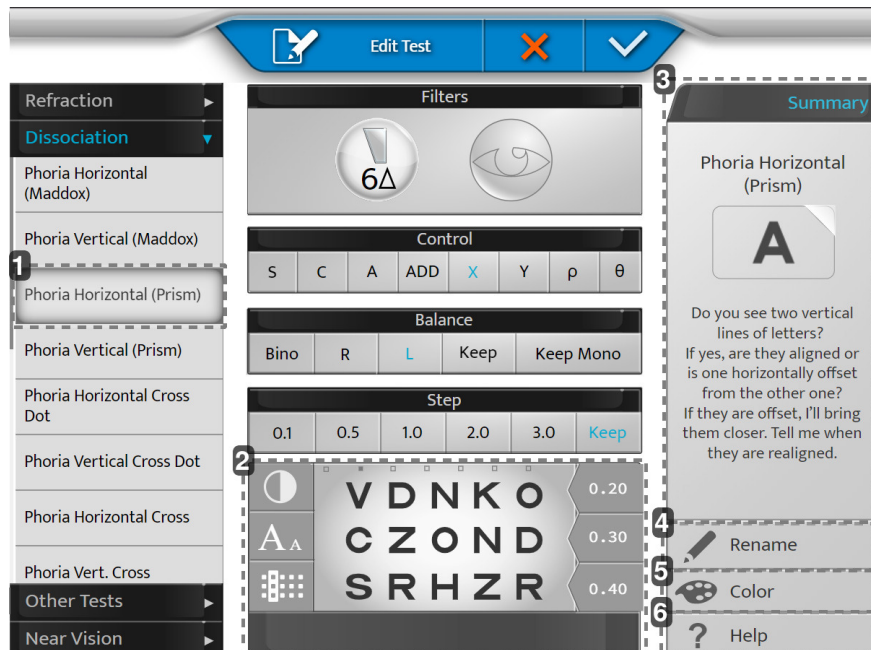 Edit Test
3
Refraction
Dissociation
Phoria Horizontal
(Maddox)
Phoria Vertical (Maddox)
1
Phoria Horizontal (Prism)
Phoria Vertical (Prism)
Phoria Horizontal Cross
Dot
Phoria Vertical Cross Dot
Phoria Horizontal Cross
Phoria Vert. Cross
Other Tests
Near Vision
Filters
6Δ
Control
S C A ADD X Y ρ θ
Balance
Bino R L Keep Keep Mono
Step
0.1 0.5 1.0 2.0 3.0 Keep
2
V D N K O 0.20
A A C Z O N D 0.30
S R H Z R 0.40
Summary
Phoria Horizontal
(Prism)
A
Do you see two vertical
lines of letters?
If yes, are they aligned or
is one horizontally offset
from the other one?
If they are offset, I'll bring
them closer. Tell me when
they are realigned.
4
Rename
5
Color
6
? Help